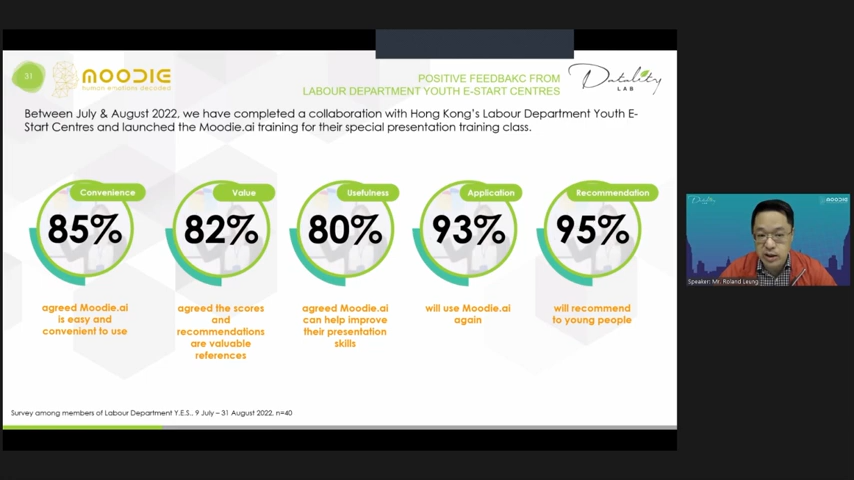 31
MOODIE
human emotions decoded
POSITIVE FEEDBAKC FROM
LABOUR DEPARTMENT YOUTH E-START CENTRES
Datality
LAB
Between July & August 2022, we have completed a collaboration with Hong Kong's Labour Department Youth E-
Start Centres and launched the Moodie.ai training for their special presentation training class.
Convenience
Value
Usefulness
Application
Recommendation
85%
82%
80%
93%
95%
agreed Moodie.ai
is easy and
convenient to use
agreed the scores
and
recommendations
are valuable
references
agreed Moodie.ai
can help improve
their presentation
skills
will use Moodie.ai
again
will recommend
to young people
Survey among members of Labour Department Y.E.S., 9 July – 31 August 2022, n=40
Datality
LAB
MOODIE
Speaker: Mr. Roland Leung